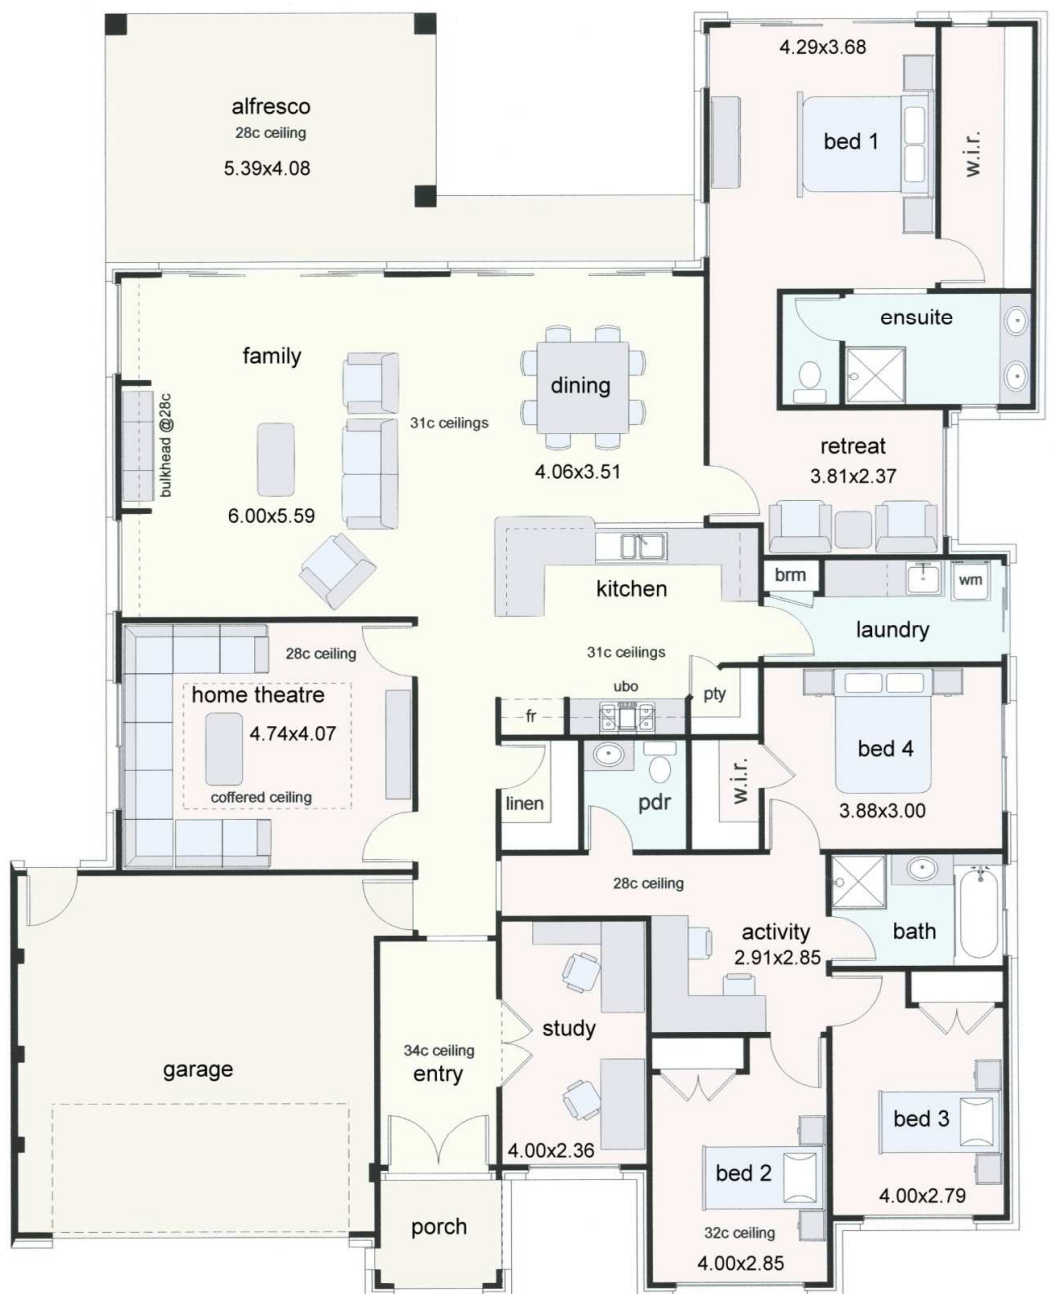 4.29x3.68
alfresco
28c ceiling
5.39x4.08
bed 1
w.i.r.
ensuite
family
dining
bulkhead @28c
31c ceilings
retreat
3.81x2.37
4.06x3.51
6.00x5.59
brm
wm
kitchen
laundry
28c ceiling
31c ceilings
home theatre
4.74x4.07
coffered ceiling
ubo
pty
fr
bed 4
3.88x3.00
w.i.r.
linen
pdr
28c ceiling
activity
2.91x2.85
bath
study
4.00x2.36
34c ceiling
entry
garage
bed 3
4.00x2.79
bed 2
32c ceiling
4.00x2.85
porch